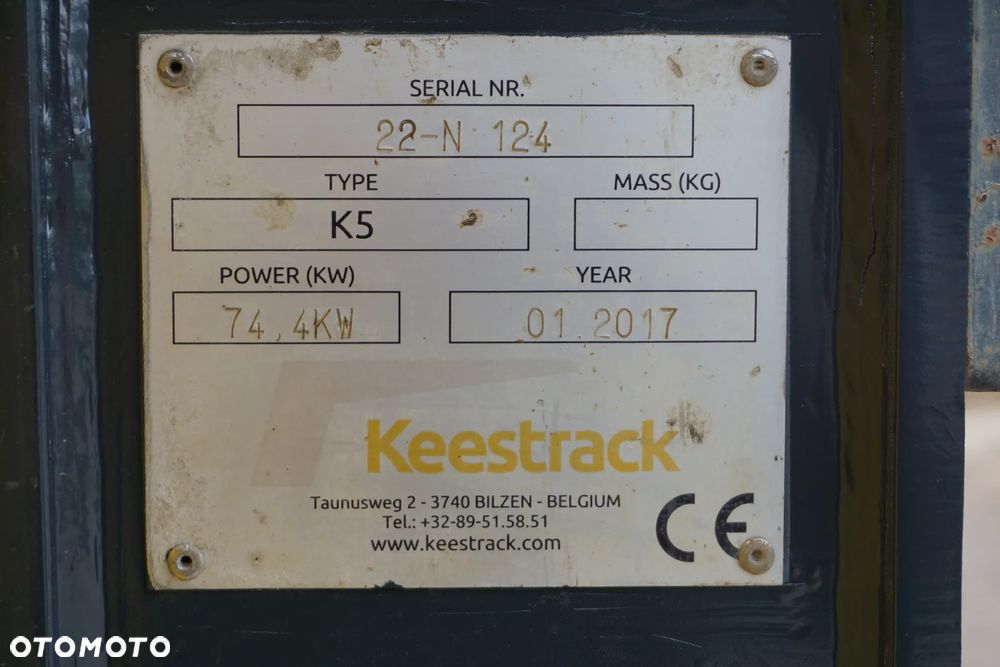 SERIAL NR.
22-N 124
TYPE MASS (KG)
K5
POWER (KW) YEAR
74,4KW 01.2017
Keestrack
Taunusweg 2 - 3740 BILZEN - BELGIUM
Tel.: +32-89-51.58.51
www.keestrack.com
CE
OTOMOTO